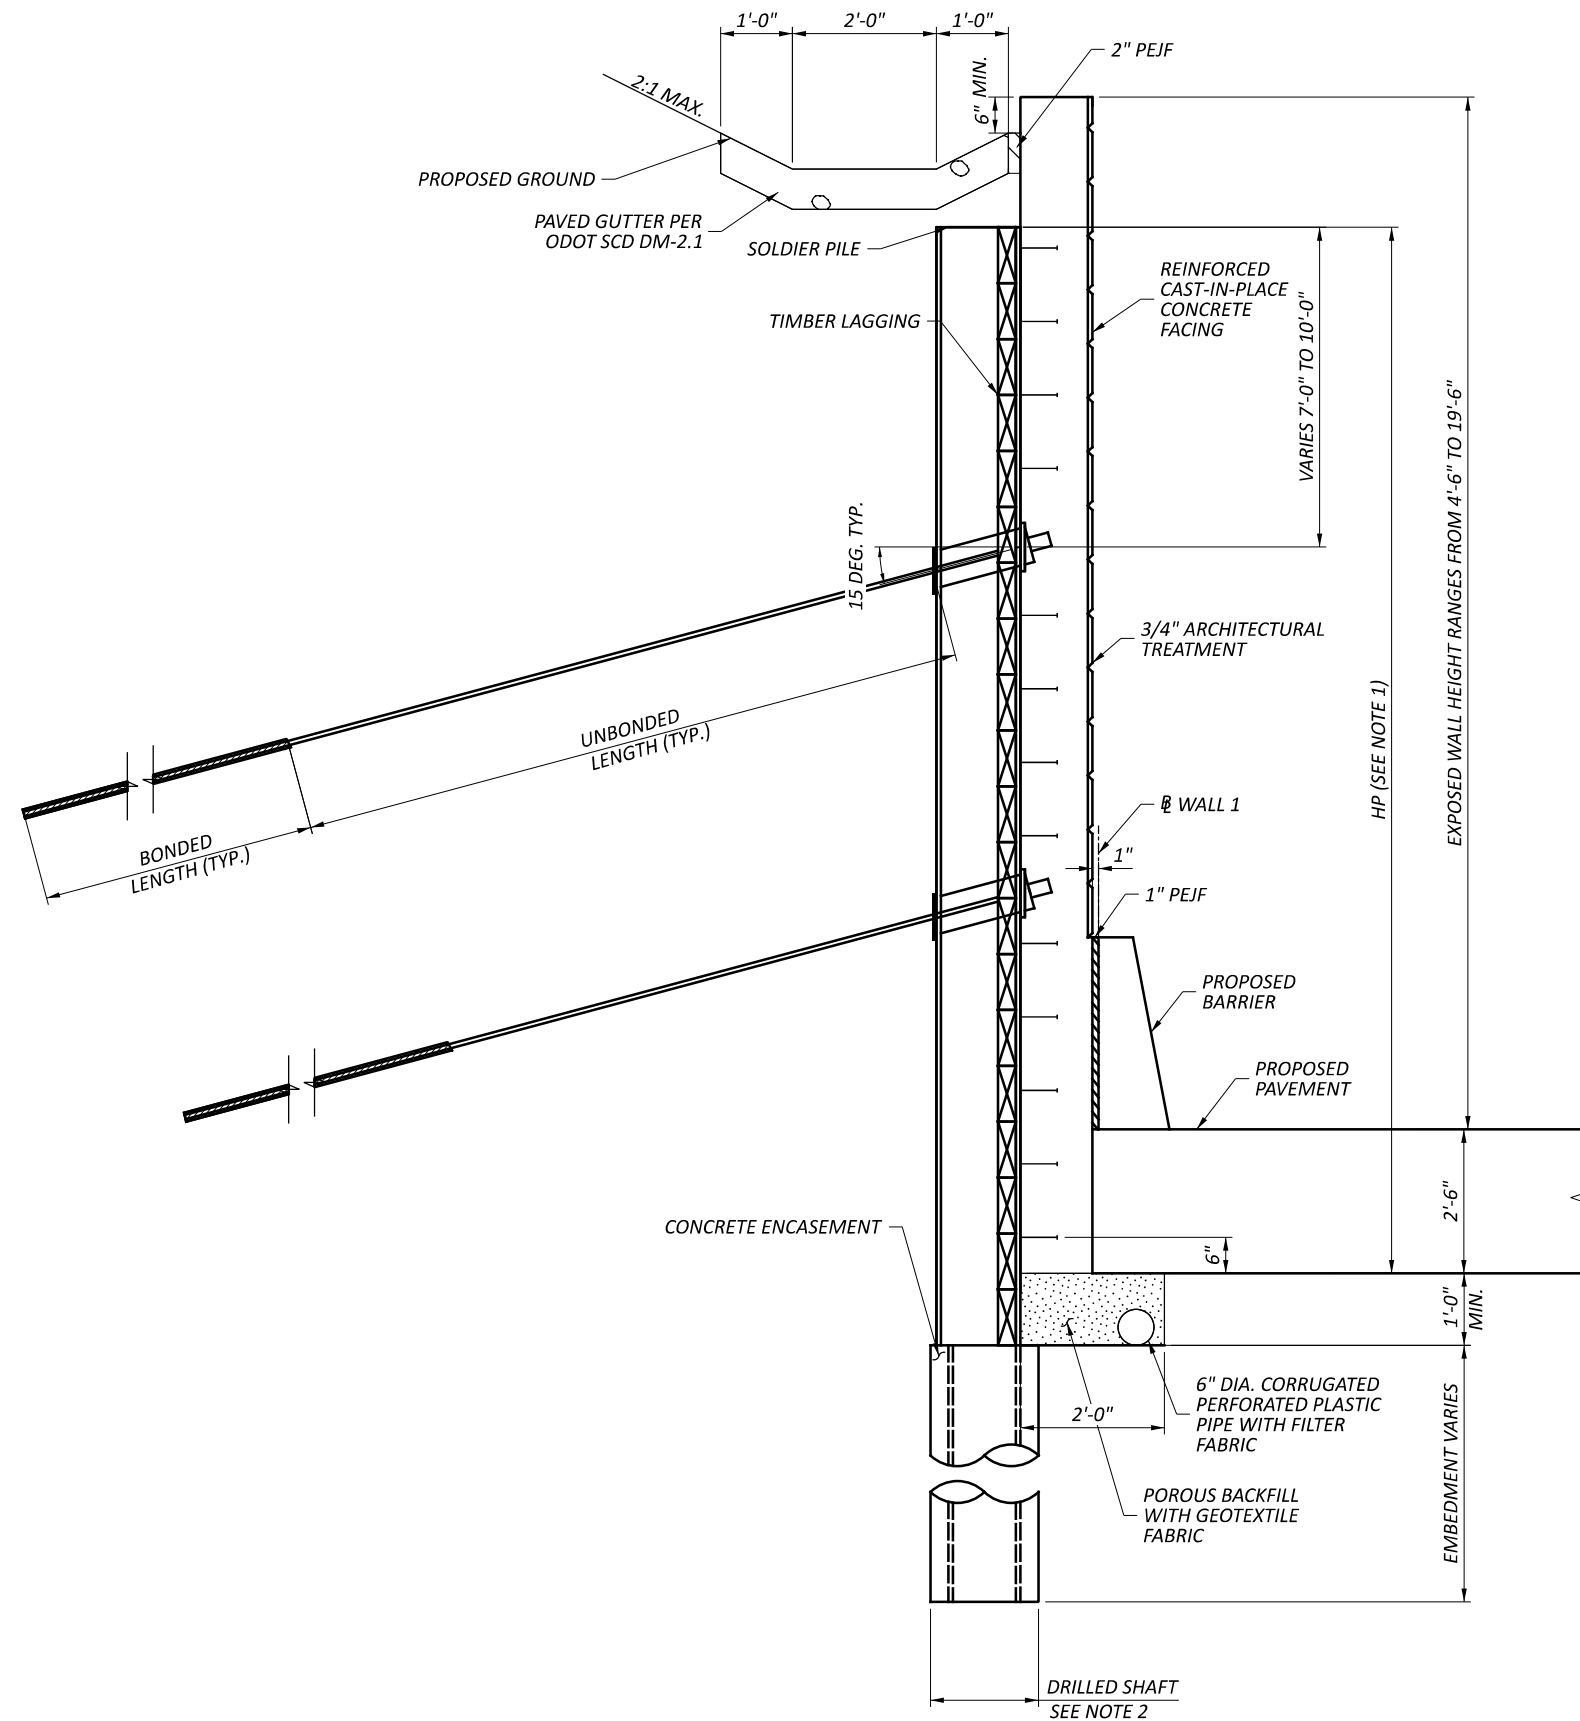 1'-0"
2'-0"
1'-0"
2" PEJF
6" MIN.
2:1 MAX.
PROPOSED GROUND
PAVED GUTTER PER
ODOT SCD DM-2.1
SOLDIER PILE
TIMBER LAGGING
REINFORCED
CAST-IN-PLACE
CONCRETE
FACING
VARIES 7'-0" TO 10'-0"
EXPOSED WALL HEIGHT RANGES FROM 4'-6" TO 19'-6"
15 DEG. TYP.
3/4" ARCHITECTURAL
TREATMENT
HP (SEE NOTE 1)
UNBONDED
LENGTH (TYP.)
BONDED
LENGTH (TYP.)
BL WALL 1
1"
1" PEJF
PROPOSED
BARRIER
PROPOSED
PAVEMENT
CONCRETE ENCASEMENT
2'-6"
6"
1'-0"
MIN.
6" DIA. CORRUGATED
PERFORATED PLASTIC
PIPE WITH FILTER
FABRIC
2'-0"
POROUS BACKFILL
WITH GEOTEXTILE
FABRIC
EMBEDMENT VARIES
DRILLED SHAFT
SEE NOTE 2